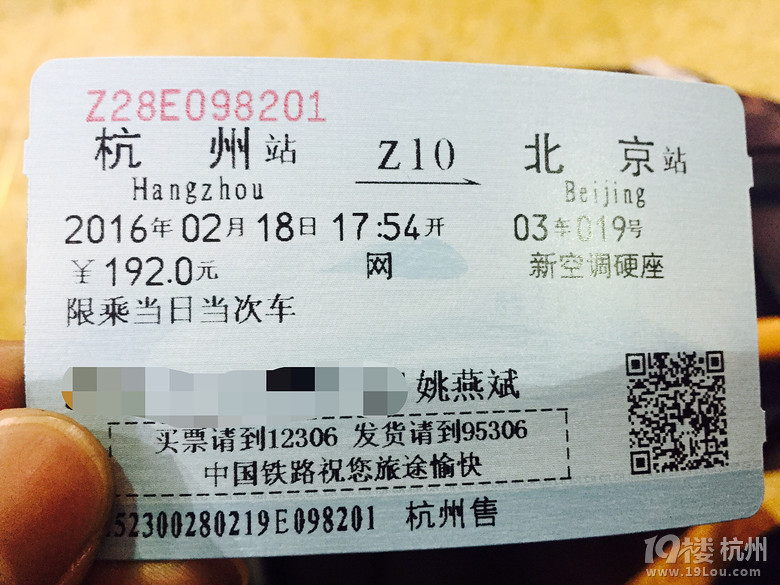 Z28E098201
杭州站 Z10 北京站
Hangzhou Beijing
2016年02月18日17:54开 03车019号
￥192.0元 网 新空调硬座
限乘当日当次车
姚燕斌
买票请到12306 发货请到95306
中国铁路祝您旅途愉快
52300280219E098201 杭州售
19楼杭州
www.19Lou.com